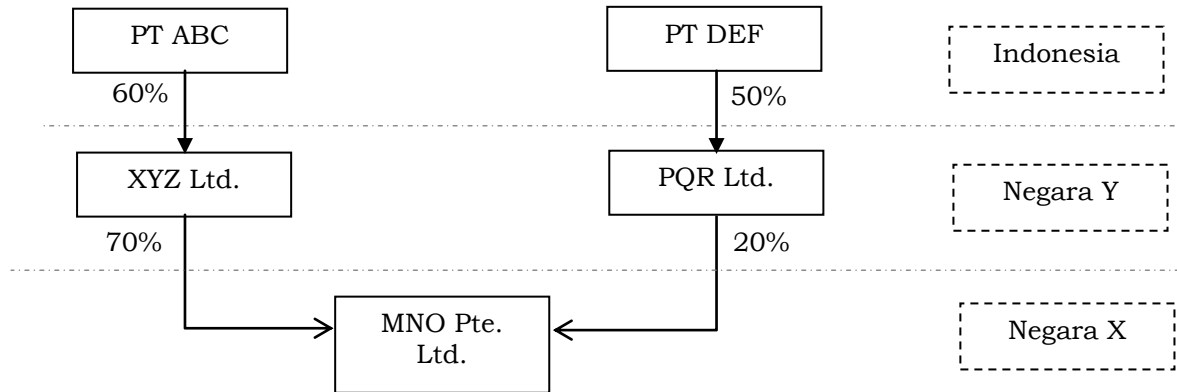 PT ABC
PT DEF
Indonesia
60%
50%
XYZ Ltd.
PQR Ltd.
Negara Y
70%
20%
MNO Pte.
Ltd.
Negara X